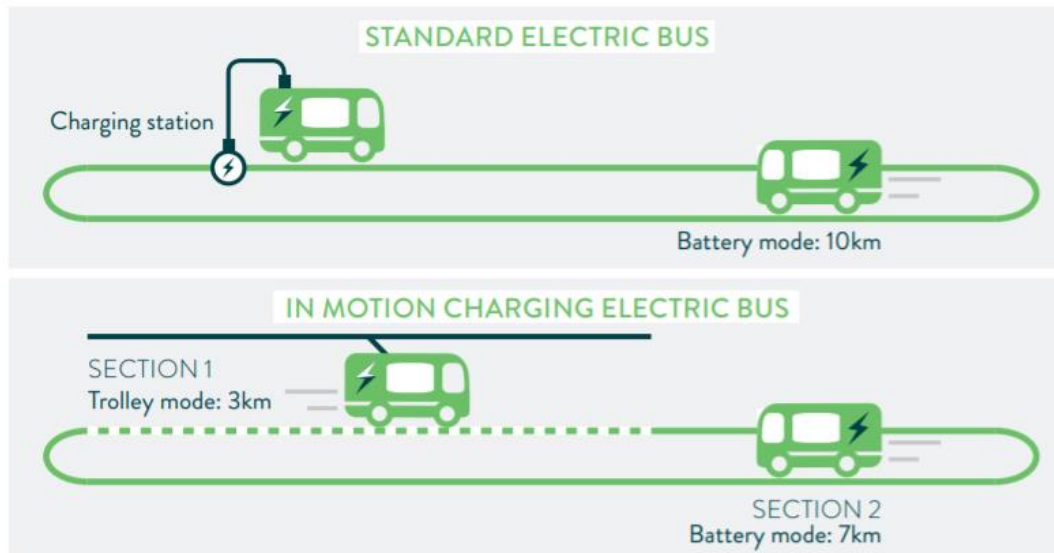 STANDARD ELECTRIC BUS
Charging station
Battery mode: 10km
IN MOTION CHARGING ELECTRIC BUS
SECTION 1
Trolley mode: 3km
SECTION 2
Battery mode: 7km